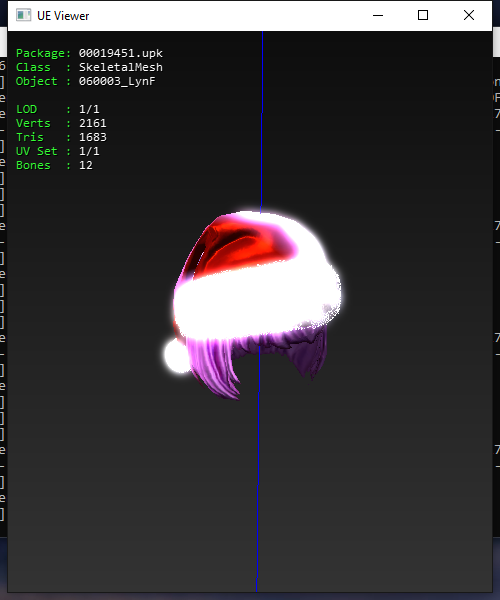 UE Viewer
Package: 00019451.upk
Class : SkeletalMesh
Object : 060003_LynF
LOD : 1/1
Verts : 2161
Tris : 1683
UV Set : 1/1
Bones : 12